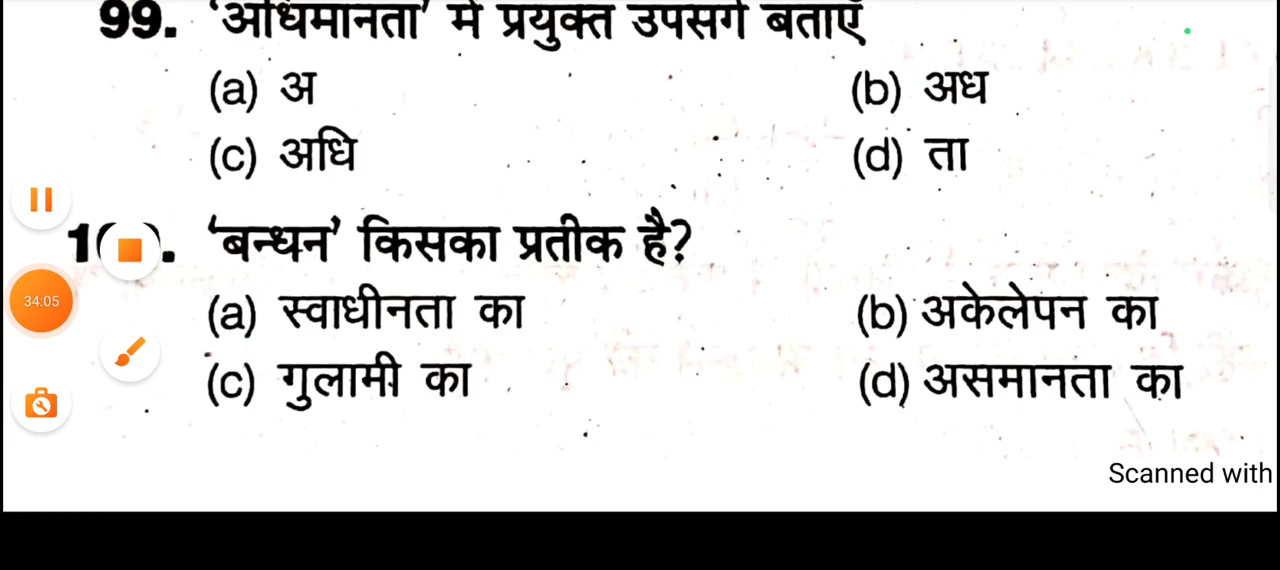 99. 'अधिमानता' में प्रयुक्त उपसर्ग बताएँ
(a) अ (b) अध
(c) अधि (d) ता
'बन्धन' किसका प्रतीक है?
(a) स्वाधीनता का (b) अकेलेपन का
34:05
(c) गुलामी का (d) असमानता का
Scanned with